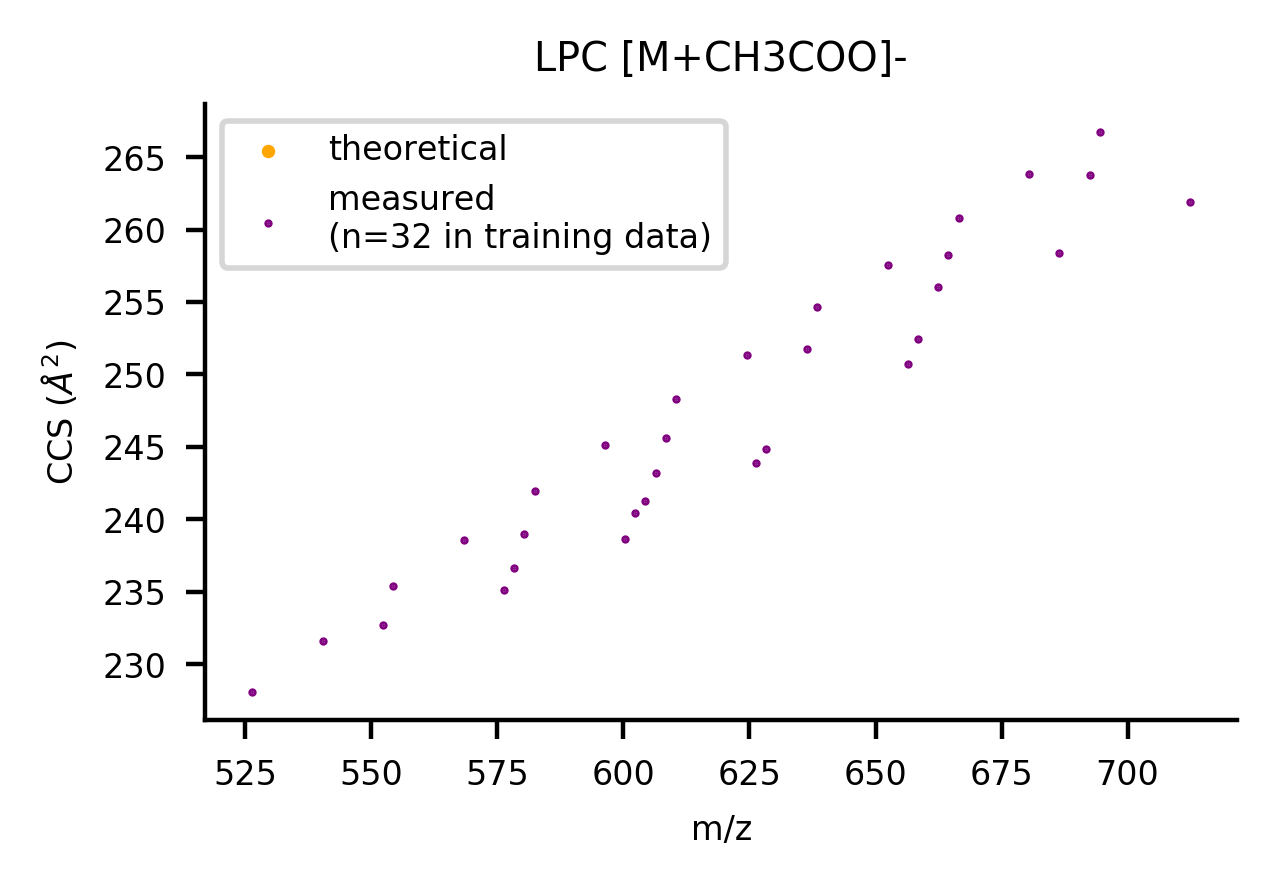 LPC [M+CH3COO]-
theoretical
measured
(n=32 in training data)
CCS (Å²)
265
260
255
250
245
240
235
230
525 550 575 600 625 650 675 700
m/z